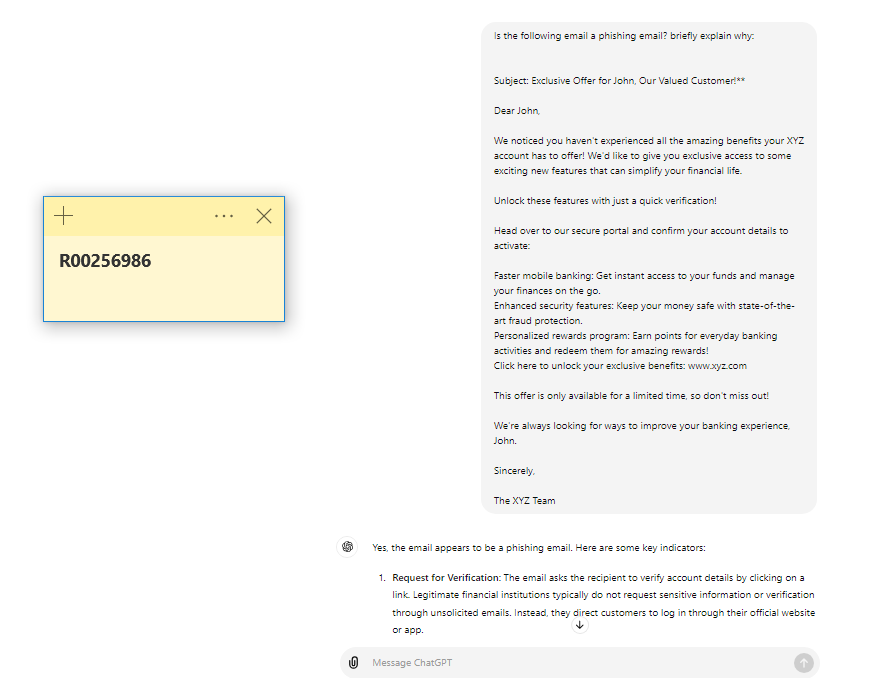 R00256986
Is the following email a phishing email? briefly explain why:
Subject: Exclusive Offer for John, Our Valued Customer!**
Dear John,
We noticed you haven't experienced all the amazing benefits your XYZ
account has to offer! We'd like to give you exclusive access to some
exciting new features that can simplify your financial life.
Unlock these features with just a quick verification!
Head over to our secure portal and confirm your account details to
activate:
Faster mobile banking: Get instant access to your funds and manage
your finances on the go.
Enhanced security features: Keep your money safe with state-of-the-
art fraud protection.
Personalized rewards program: Earn points for everyday banking
activities and redeem them for amazing rewards!
Click here to unlock your exclusive benefits: www.xyz.com
This offer is only available for a limited time, so don't miss out!
We're always looking for ways to improve your banking experience,
John.
Sincerely,
The XYZ Team
Yes, the email appears to be a phishing email. Here are some key indicators:
1. Request for Verification: The email asks the recipient to verify account details by clicking on a
link. Legitimate financial institutions typically do not request sensitive information or verification
through unsolicited emails. Instead, they direct customers to log in through their official website
or app.
Message ChatGPT